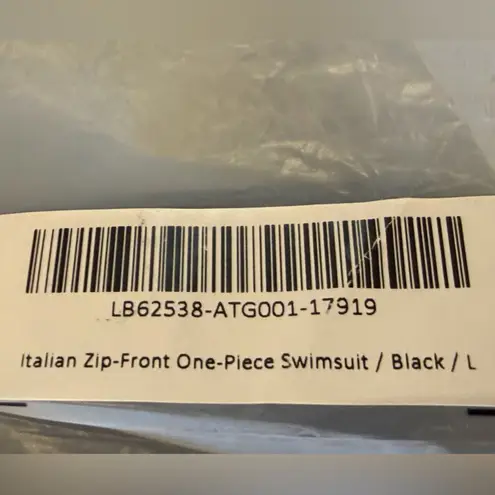 LB62538-ATG001-17919
Italian Zip-Front One-Piece Swimsuit / Black / L